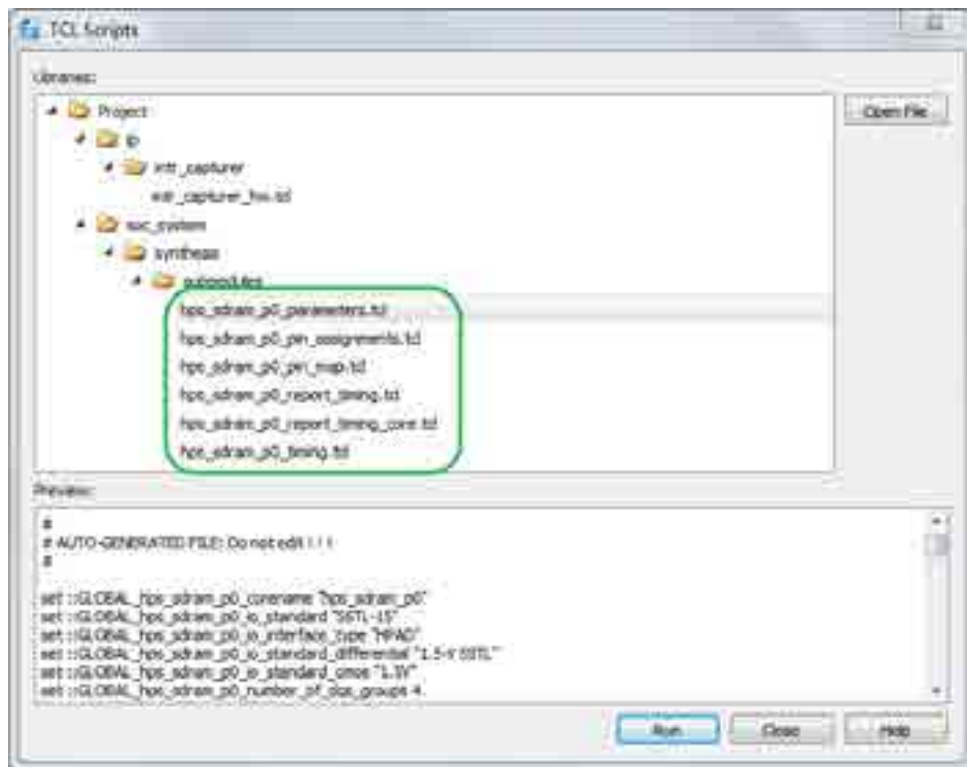 TCL Scripts
Libraries:
Project
Open File
ip
intr_capturer
intr_capturer_hw.tcl
soc_system
synthesis
submodules
hps_sdram_p0_parameters.tcl
hps_sdram_p0_pin_assignments.tcl
hps_sdram_p0_pin_map.tcl
hps_sdram_p0_report_timing.tcl
hps_sdram_p0_report_timing_core.tcl
hps_sdram_p0_timing.tcl
Preview:
#
# AUTO-GENERATED FILE: Do not edit ! ! !
#
set ::GLOBAL_hps_sdram_p0_corename "hps_sdram_p0"
set ::GLOBAL_hps_sdram_p0_io_standard "SSTL-15"
set ::GLOBAL_hps_sdram_p0_io_interface_type "HPAD"
set ::GLOBAL_hps_sdram_p0_io_standard_differential "1.5-V SSTL"
set ::GLOBAL_hps_sdram_p0_io_standard_cmos "1.5V"
set ::GLOBAL_hps_sdram_p0_number_of_dqs_groups 4
Run
Close
Help